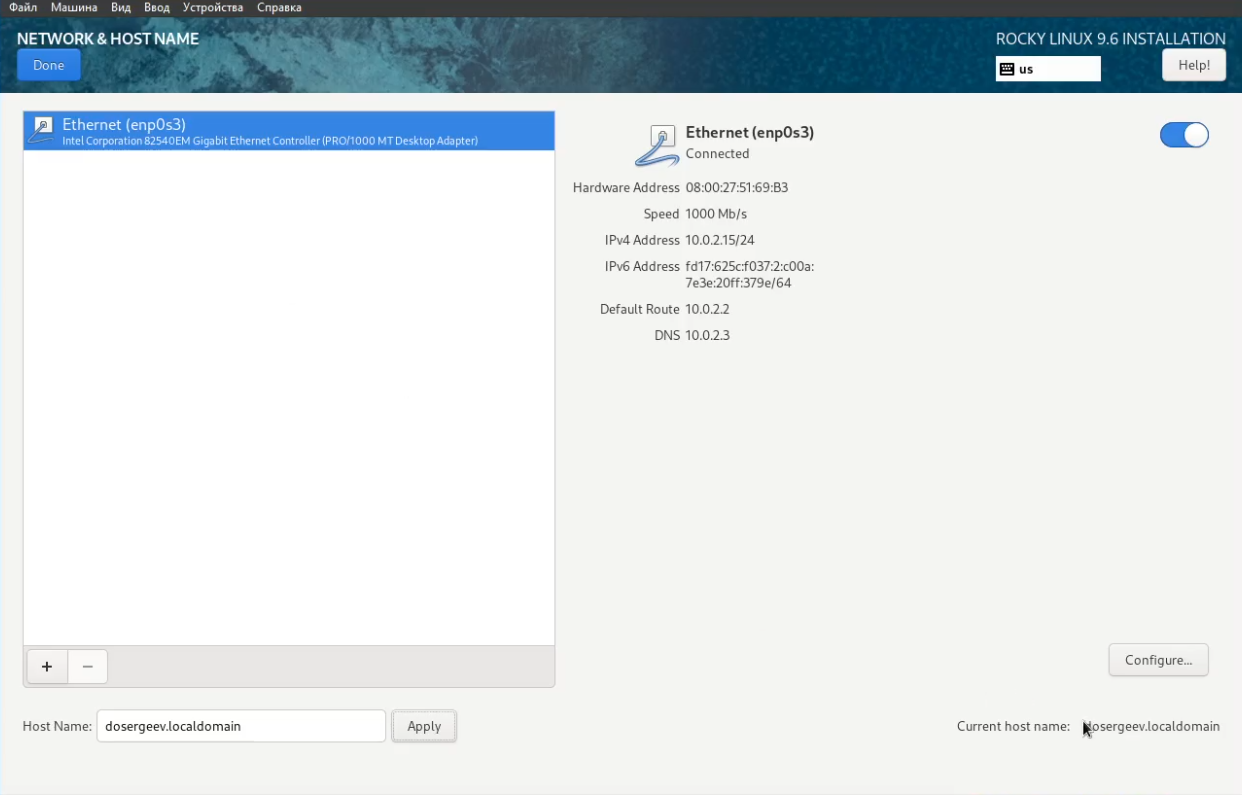 Файл Машина Вид Ввод Устройства Справка
NETWORK & HOST NAME
ROCKY LINUX 9.6 INSTALLATION
Done
us
Help!
Ethernet (enp0s3)
Intel Corporation 82540EM Gigabit Ethernet Controller (PRO/1000 MT Desktop Adapter)
Ethernet (enp0s3)
Connected
Hardware Address 08:00:27:51:69:B3
Speed 1000 Mb/s
IPv4 Address 10.0.2.15/24
IPv6 Address fd17:625c:f037:2:c00a:
7e3e:20ff:379e/64
Default Route 10.0.2.2
DNS 10.0.2.3
+ −
Configure...
Host Name: dosergeev.localdomain Apply
Current host name: dosergeev.localdomain